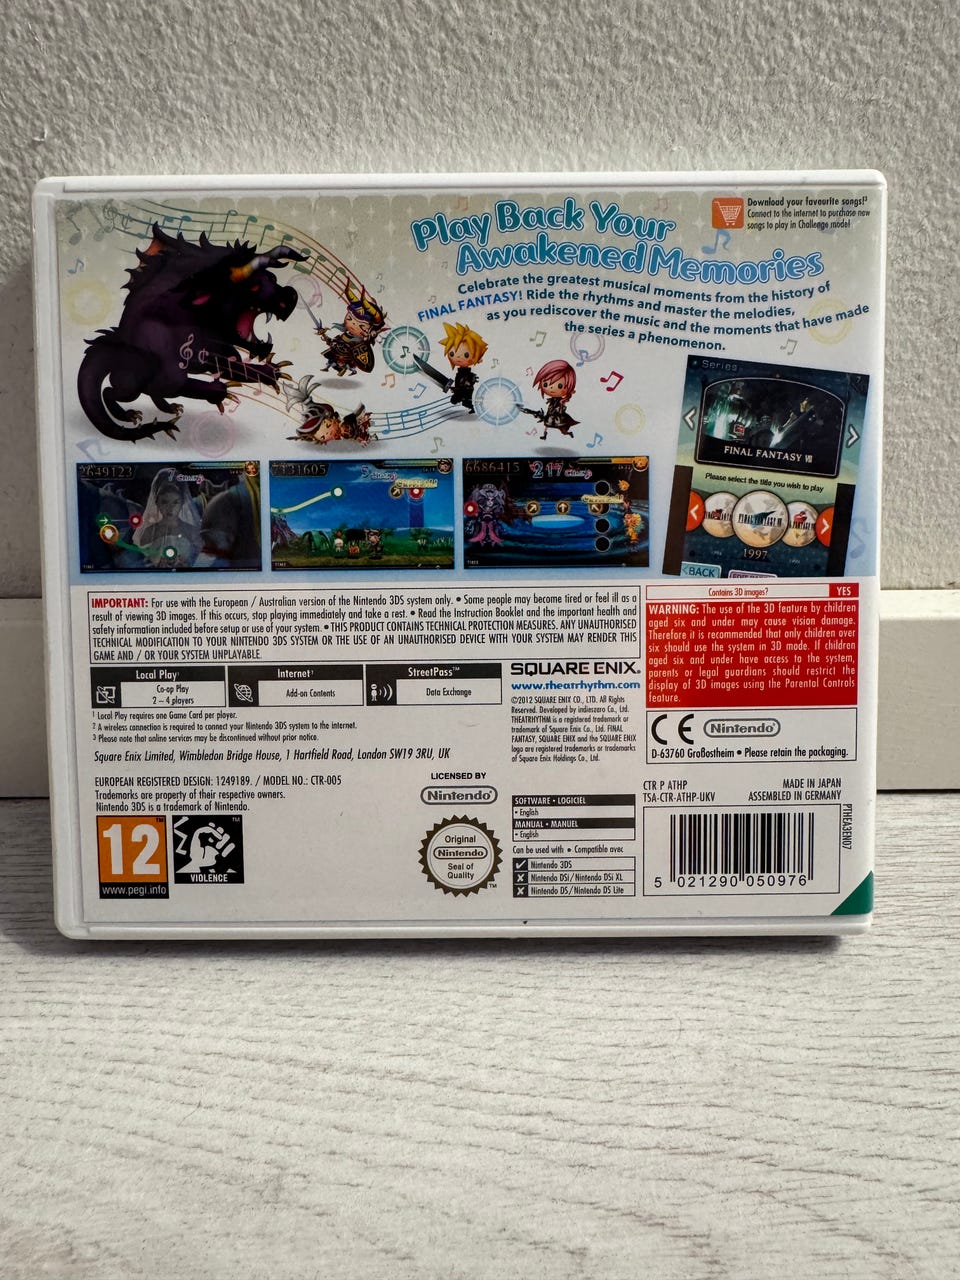 Play Back Your
Awakened Memories
Download your favourite songs!²
Connect to the internet to purchase new
songs to play in Challenge mode!
Celebrate the greatest musical moments from the history of
FINAL FANTASY! Ride the rhythms and master the melodies,
as you rediscover the music and the moments that have made
the series a phenomenon.
Series
FINAL FANTASY VII
Please select the title you wish to play
1997
BACK
2649123
7131605
6686415
217
TIME
TIME
TIME
IMPORTANT: For use with the European / Australian version of the Nintendo 3DS system only. • Some people may become tired or feel ill as a
result of viewing 3D images. If this occurs, stop playing immediately and take a rest. • Read the Instruction Booklet and the important health and
safety information included before setup or use of your system. • THIS PRODUCT CONTAINS TECHNICAL PROTECTION MEASURES. ANY UNAUTHORISED
TECHNICAL MODIFICATION TO YOUR NINTENDO 3DS SYSTEM OR THE USE OF AN UNAUTHORISED DEVICE WITH YOUR SYSTEM MAY RENDER THIS
GAME AND / OR YOUR SYSTEM UNPLAYABLE.
Contains 3D images? YES
WARNING: The use of the 3D feature by children
aged six and under may cause vision damage.
Therefore it is recommended that only children over
six should use the system in 3D mode. If children
aged six and under have access to the system,
parents or legal guardians should restrict the
display of 3D images using the Parental Controls
feature.
Local Play¹
Co-op Play
2 – 4 players
Internet²
Add-on Contents
StreetPass™
Data Exchange
¹ Local Play requires one Game Card per player.
² A wireless connection is required to connect your Nintendo 3DS system to the internet.
³ Please note that online services may be discontinued without prior notice.
Square Enix Limited, Wimbledon Bridge House, 1 Hartfield Road, London SW19 3RU, UK
SQUARE ENIX.
www.theatrhythm.com
©2012 SQUARE ENIX CO., LTD. All Rights
Reserved. Developed by indieszero Co., Ltd.
THEATRHYTHM is a registered trademark or
trademark of Square Enix Co., Ltd. FINAL
FANTASY, SQUARE ENIX and the SQUARE ENIX
logo are registered trademarks or trademarks
of Square Enix Holdings Co., Ltd.
CE Nintendo
D-63760 Großostheim • Please retain the packaging.
EUROPEAN REGISTERED DESIGN: 1249189. / MODEL NO.: CTR-005
Trademarks are property of their respective owners.
Nintendo 3DS is a trademark of Nintendo.
LICENSED BY
Nintendo
12
www.pegi.info
VIOLENCE
Original
Nintendo
Seal of
Quality
SOFTWARE • LOGICIEL
• English
MANUAL • MANUEL
• English
Can be used with • Compatible avec
Nintendo 3DS
Nintendo DSi/Nintendo DSi XL
Nintendo DS/Nintendo DS Lite
CTR P ATHP
TSA-CTR-ATHP-UKV
MADE IN JAPAN
ASSEMBLED IN GERMANY
5 021290 050976
PTHEA3EN07